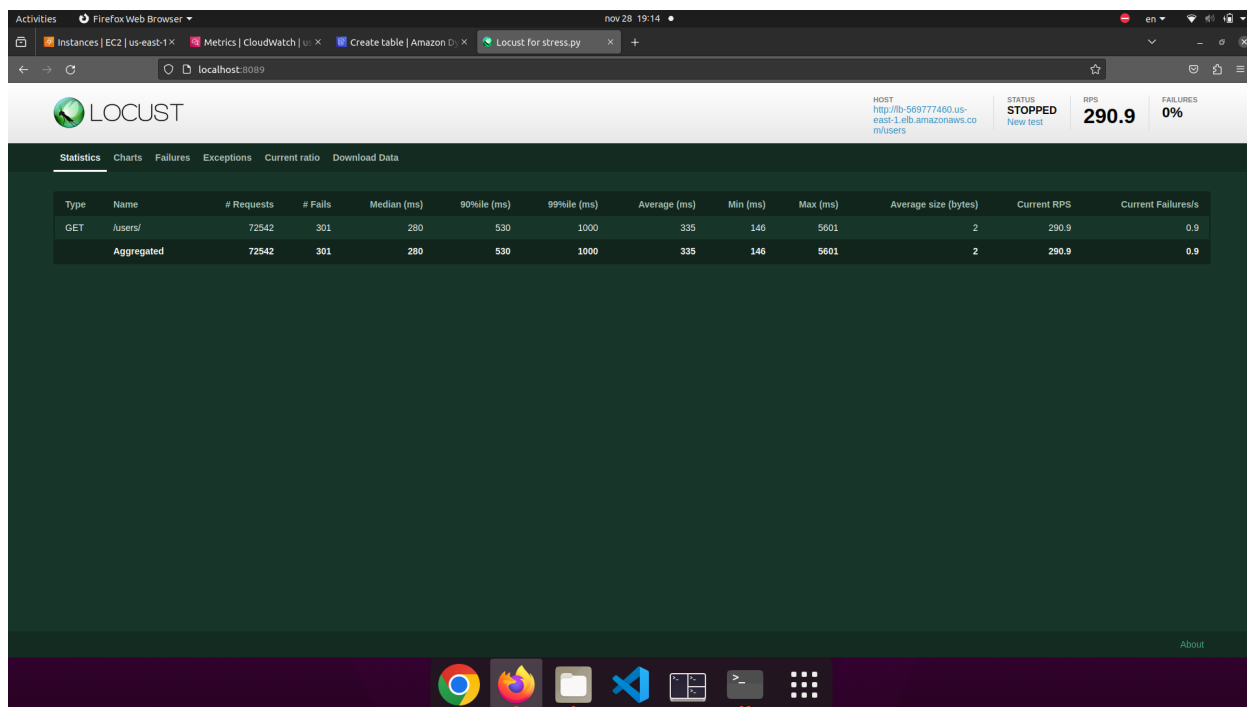 Activities Firefox Web Browser nov 28 19:14 en
Instances | EC2 | us-east-1 Metrics | CloudWatch | us Create table | Amazon Dy Locust for stress.py
localhost:8089
LOCUST
HOST
http://lb-569777460.us-
east-1.elb.amazonaws.co
m/users
STATUS
STOPPED
New test
RPS
290.9
FAILURES
0%
Statistics Charts Failures Exceptions Current ratio Download Data
Type Name # Requests # Fails Median (ms) 90%ile (ms) 99%ile (ms) Average (ms) Min (ms) Max (ms) Average size (bytes) Current RPS Current Failures/s
GET /users/ 72542 301 280 530 1000 335 146 5601 2 290.9 0.9
Aggregated 72542 301 280 530 1000 335 146 5601 2 290.9 0.9
About